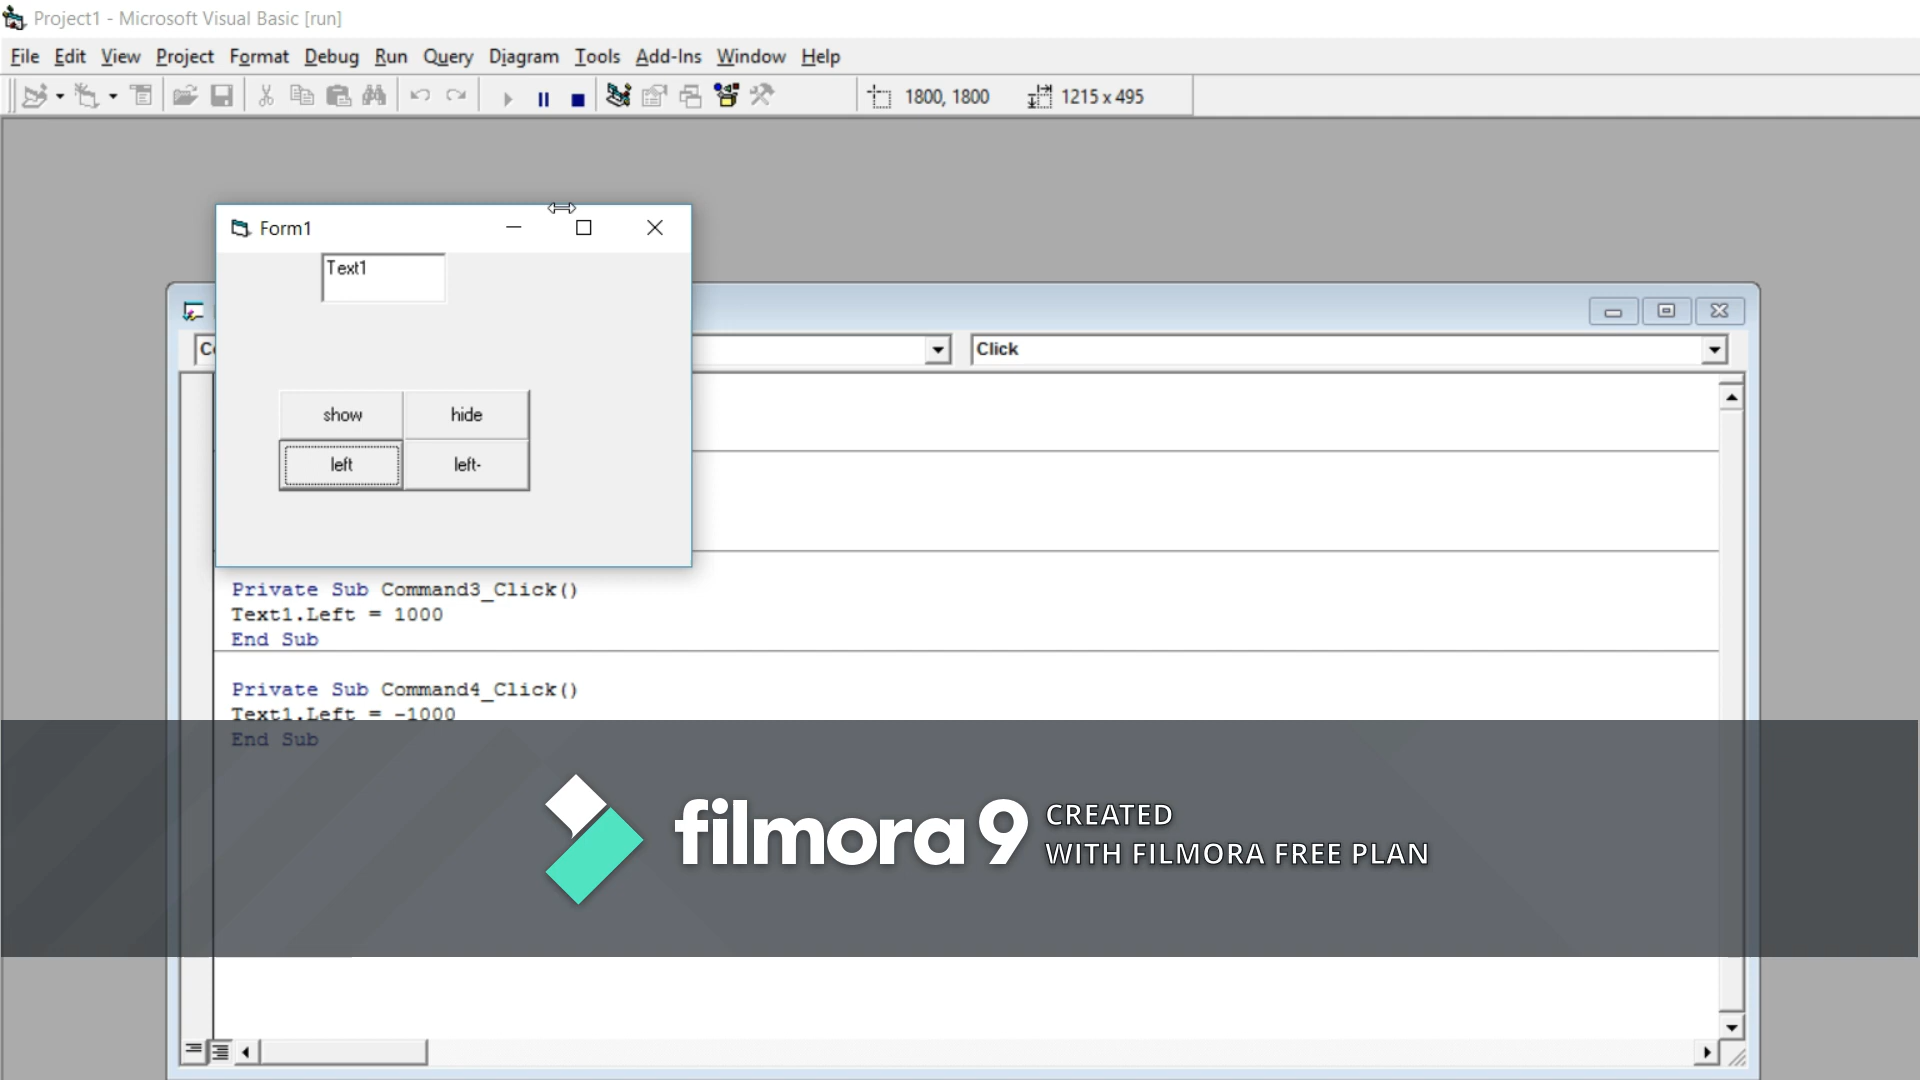 Project1 - Microsoft Visual Basic [run]
File Edit View Project Format Debug Run Query Diagram Tools Add-Ins Window Help
1800, 1800 1215 x 495
Form1
Text1
Click
show hide
left left-
Private Sub Command3_Click()
Text1.Left = 1000
End Sub
Private Sub Command4_Click()
Text1.Left = -1000
End Sub
filmora9 CREATED
WITH FILMORA FREE PLAN